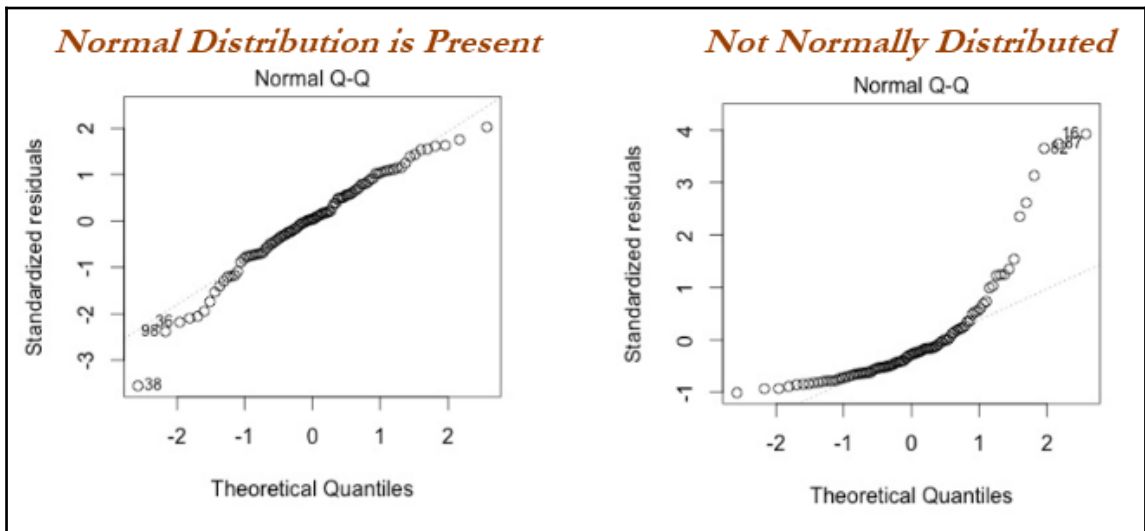 Normal Distribution is Present
Normal Q-Q
Standardized residuals
2
1
0
-1
-2
-3
36
98
38
-2 -1 0 1 2
Theoretical Quantiles
Not Normally Distributed
Normal Q-Q
Standardized residuals
4
3
2
1
0
-1
16
67
62
-2 -1 0 1 2
Theoretical Quantiles